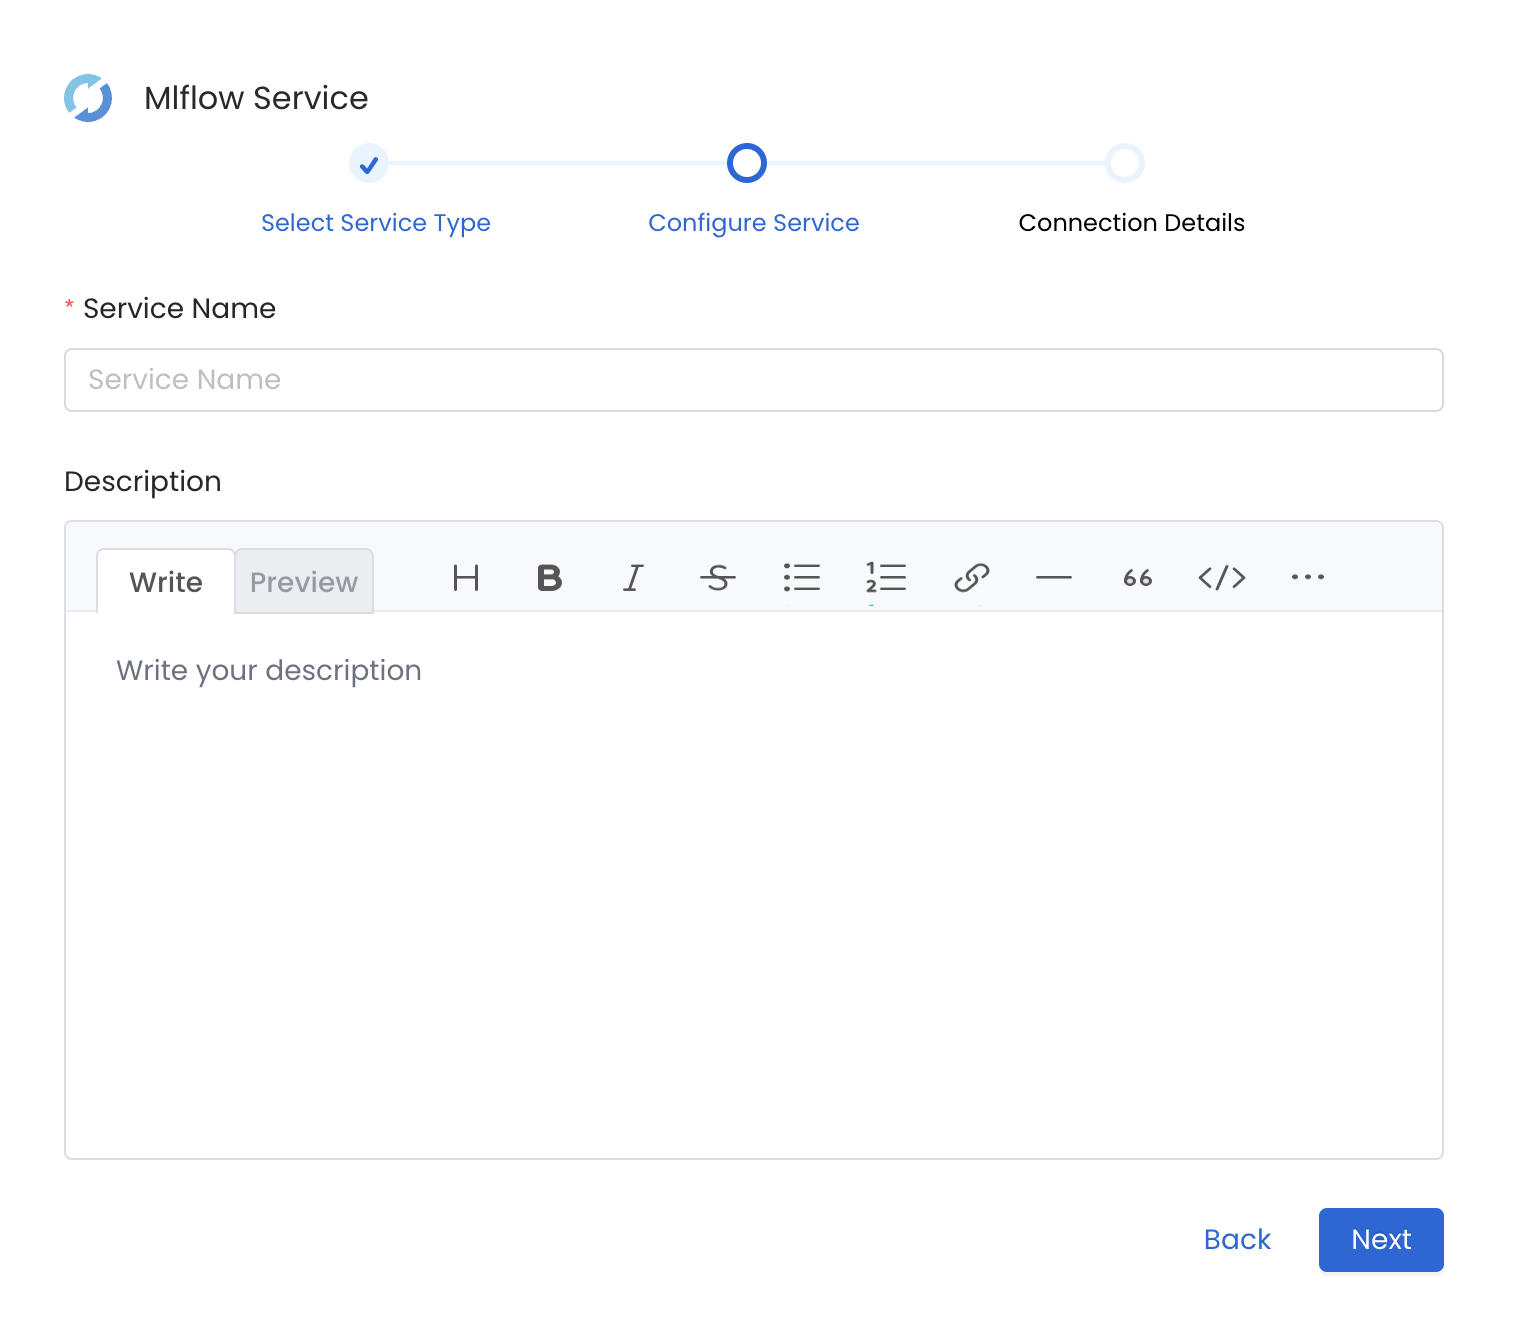 Mlflow Service
Select Service Type
Configure Service
Connection Details
* Service Name
Service Name
Description
Write
Preview
Write your description
Back
Next